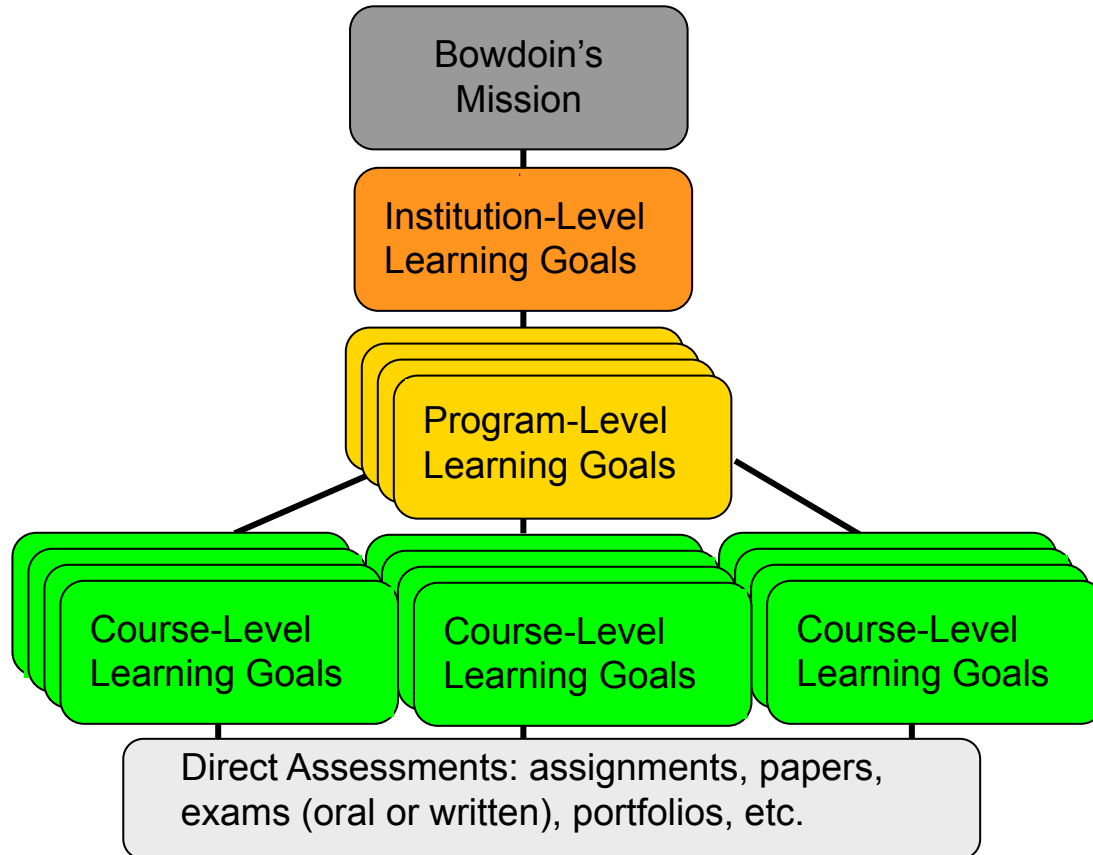 Bowdoin’s
Mission
Institution-Level
Learning Goals
Program-Level
Learning Goals
Course-Level
Learning Goals
Course-Level
Learning Goals
Course-Level
Learning Goals
Direct Assessments: assignments, papers,
exams (oral or written), portfolios, etc.